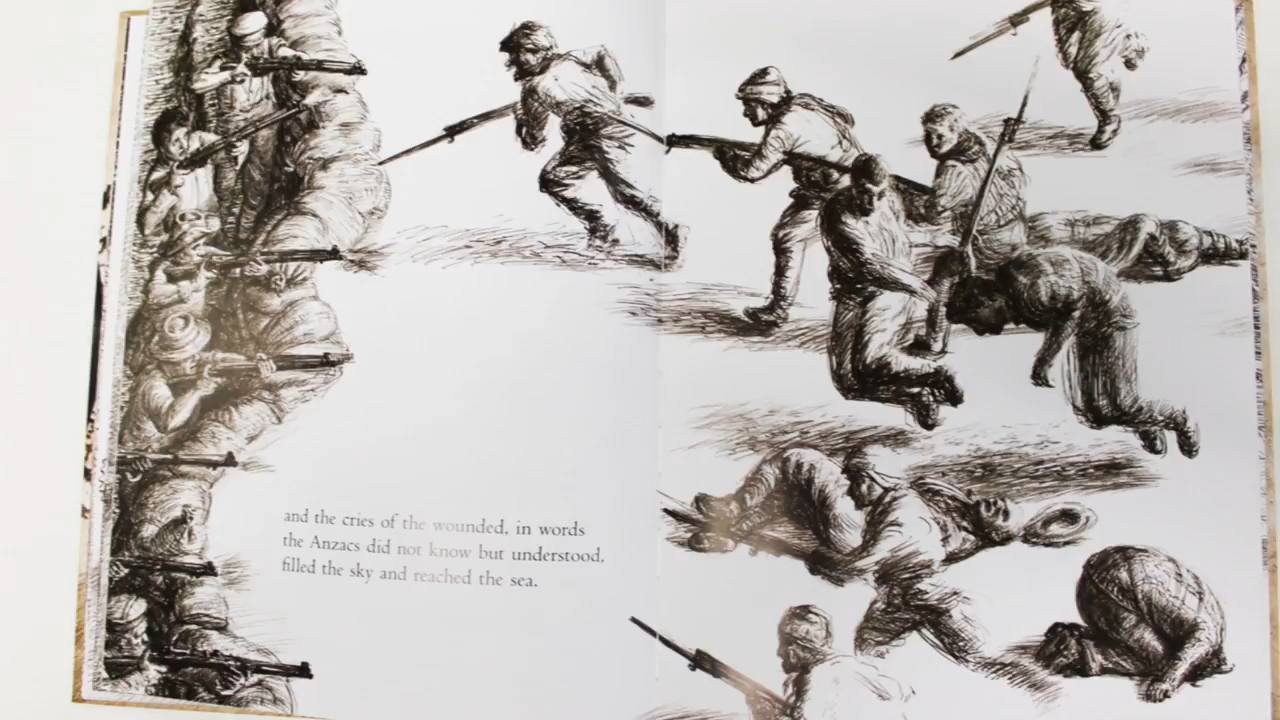 and the cries of the wounded, in words
the Anzacs did not know but understood,
filled the sky and reached the sea.